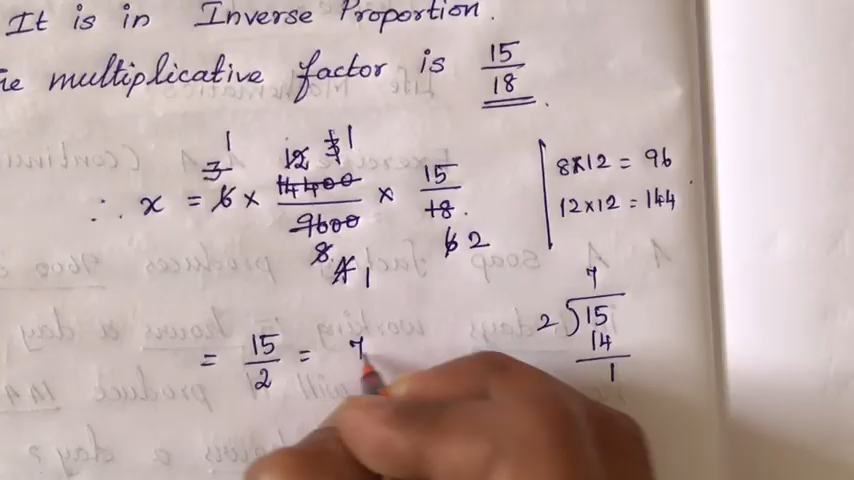 It is in Inverse Proportion.
multiplicative factor is 15/18.
∴ x = 6 × 14400/9600 × 15/18.
8×12 = 96
12×12 = 144
= 15/2 = 7
7
2 ) 15
14
1